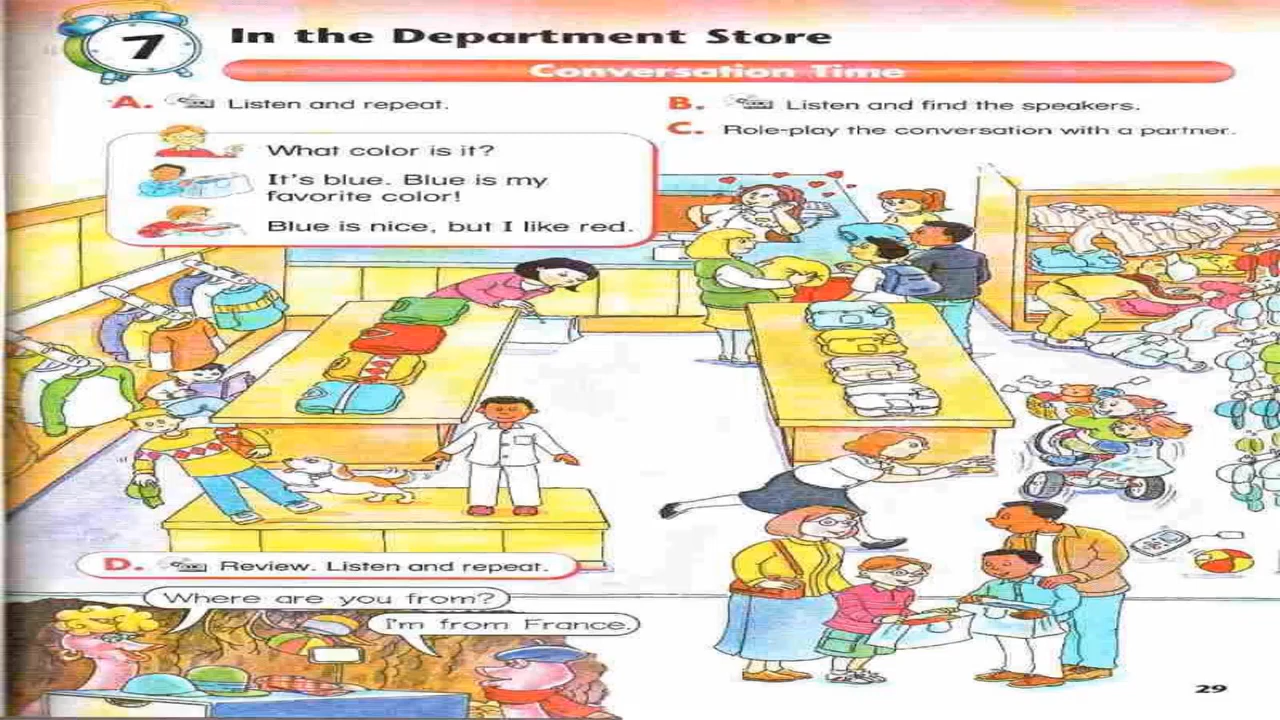 7
In the Department Store
Conversation Time
A. Listen and repeat.
What color is it?
It's blue. Blue is my
favorite color!
Blue is nice, but I like red.
B. Listen and find the speakers.
C. Role-play the conversation with a partner.
D. Review. Listen and repeat.
Where are you from?
I'm from France.
29